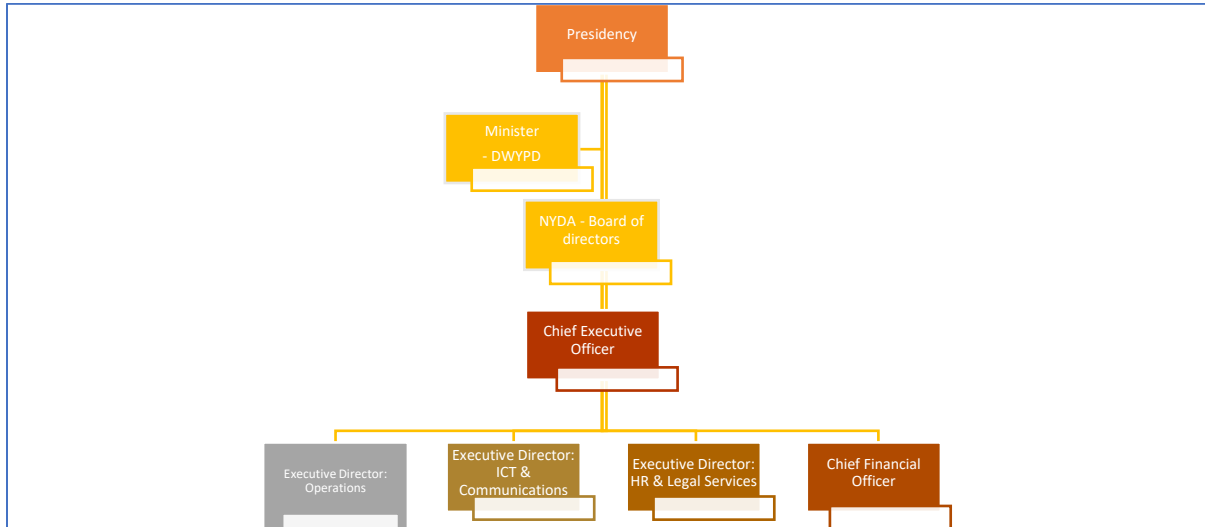 Presidency
Minister
- DWYPD
NYDA - Board of
directors
Chief Executive
Officer
Executive Director:
Operations
Executive Director:
ICT &
Communications
Executive Director:
HR & Legal Services
Chief Financial
Officer